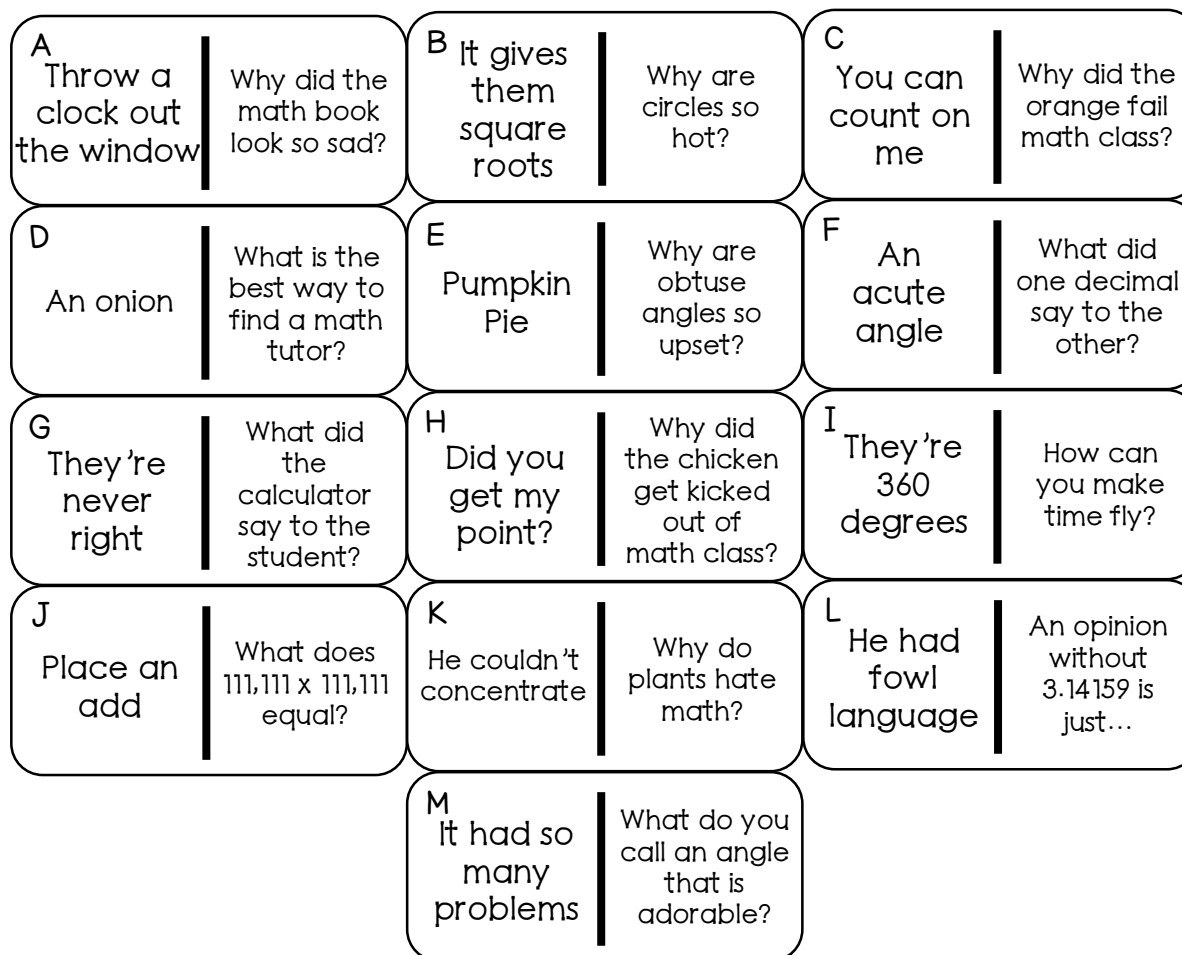 A
Throw a
clock out
the window
Why did the
math book
look so sad?
B
It gives
them
square
roots
Why are
circles so
hot?
C
You can
count on
me
Why did the
orange fail
math class?
D
An onion
What is the
best way to
find a math
tutor?
E
Pumpkin
Pie
Why are
obtuse
angles so
upset?
F
An
acute
angle
What did
one decimal
say to the
other?
G
They're
never
right
What did
the
calculator
say to the
student?
H
Did you
get my
point?
Why did
the chicken
get kicked
out of
math class?
I
They're
360
degrees
How can
you make
time fly?
J
Place an
add
What does
111,111 x 111,111
equal?
K
He couldn't
concentrate
Why do
plants hate
math?
L
He had
fowl
language
An opinion
without
3.14159 is
just...
M
It had so
many
problems
What do you
call an angle
that is
adorable?